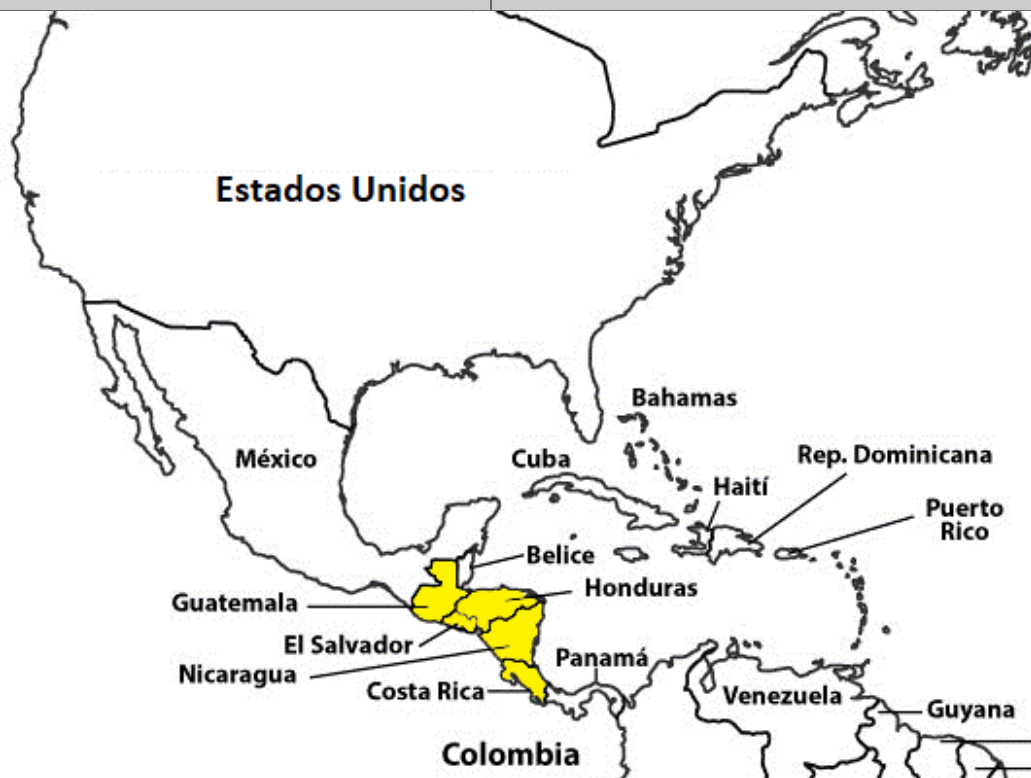 Estados Unidos
Bahamas
México
Cuba
Rep. Dominicana
Haití
Puerto
Rico
Belice
Honduras
Guatemala
El Salvador
Nicaragua
Panamá
Costa Rica
Venezuela
Guyana
Colombia